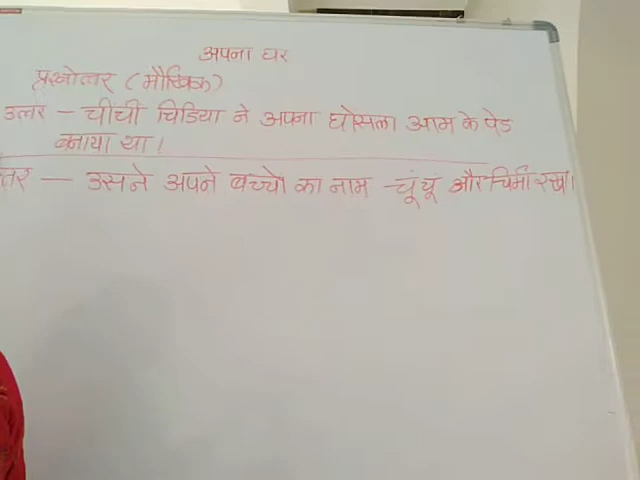 अपना घर
प्रश्नोत्तर (मौखिक)
उत्तर - चींचीं चिडिया ने अपना घोंसला आम के पेड
बनाया था।
त्तर — उसने अपने बच्चो का नाम चूंचूं और चिमी रखा।